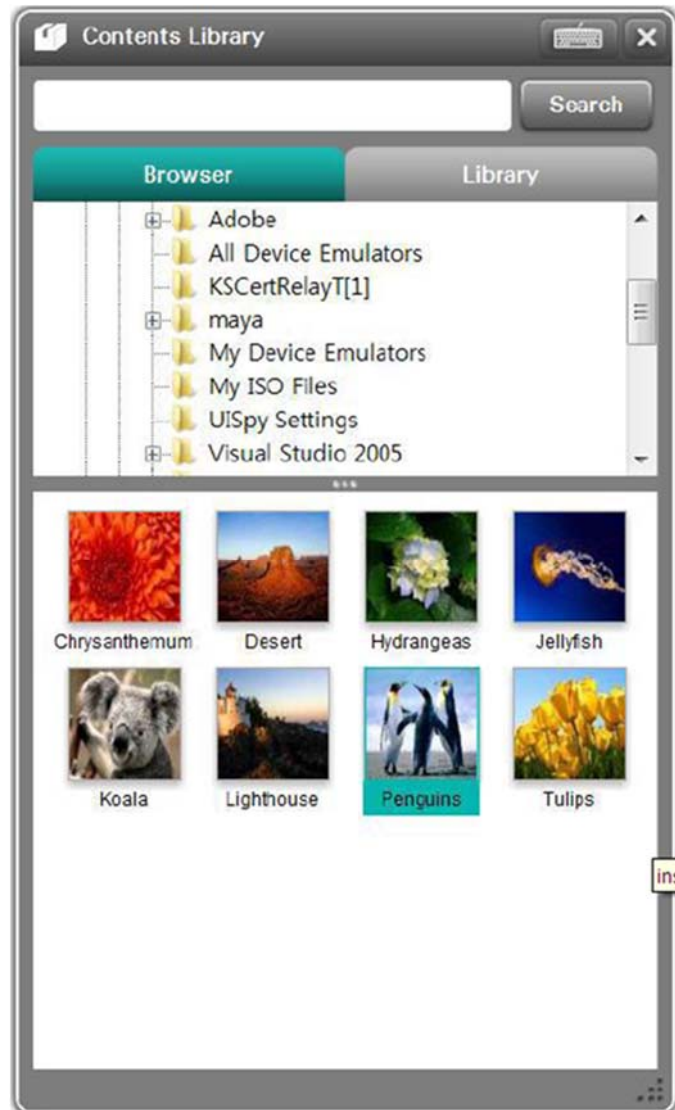 Contents Library
Search
Browser Library
Adobe
All Device Emulators
KSCertRelayT[1]
maya
My Device Emulators
My ISO Files
UISpy Settings
Visual Studio 2005
Chrysanthemum Desert Hydrangeas Jellyfish
Koala Lighthouse Penguins Tulips
ins